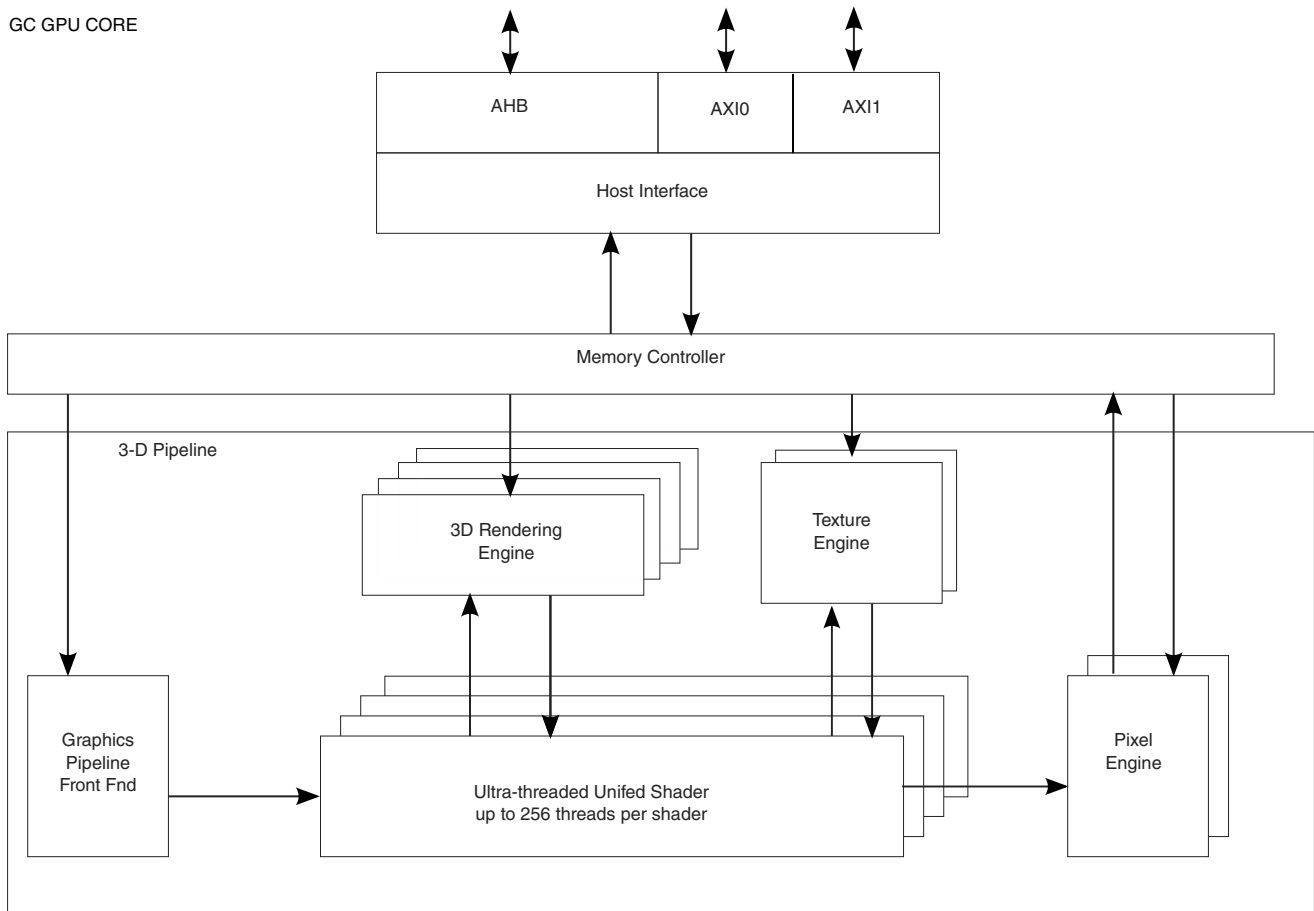 GC GPU CORE
AHB
AXI0
AXI1
Host Interface
Memory Controller
3-D Pipeline
3D Rendering
Engine
Texture
Engine
Graphics
Pipeline
Front Fnd
Ultra-threaded Unifed Shader
up to 256 threads per shader
Pixel
Engine